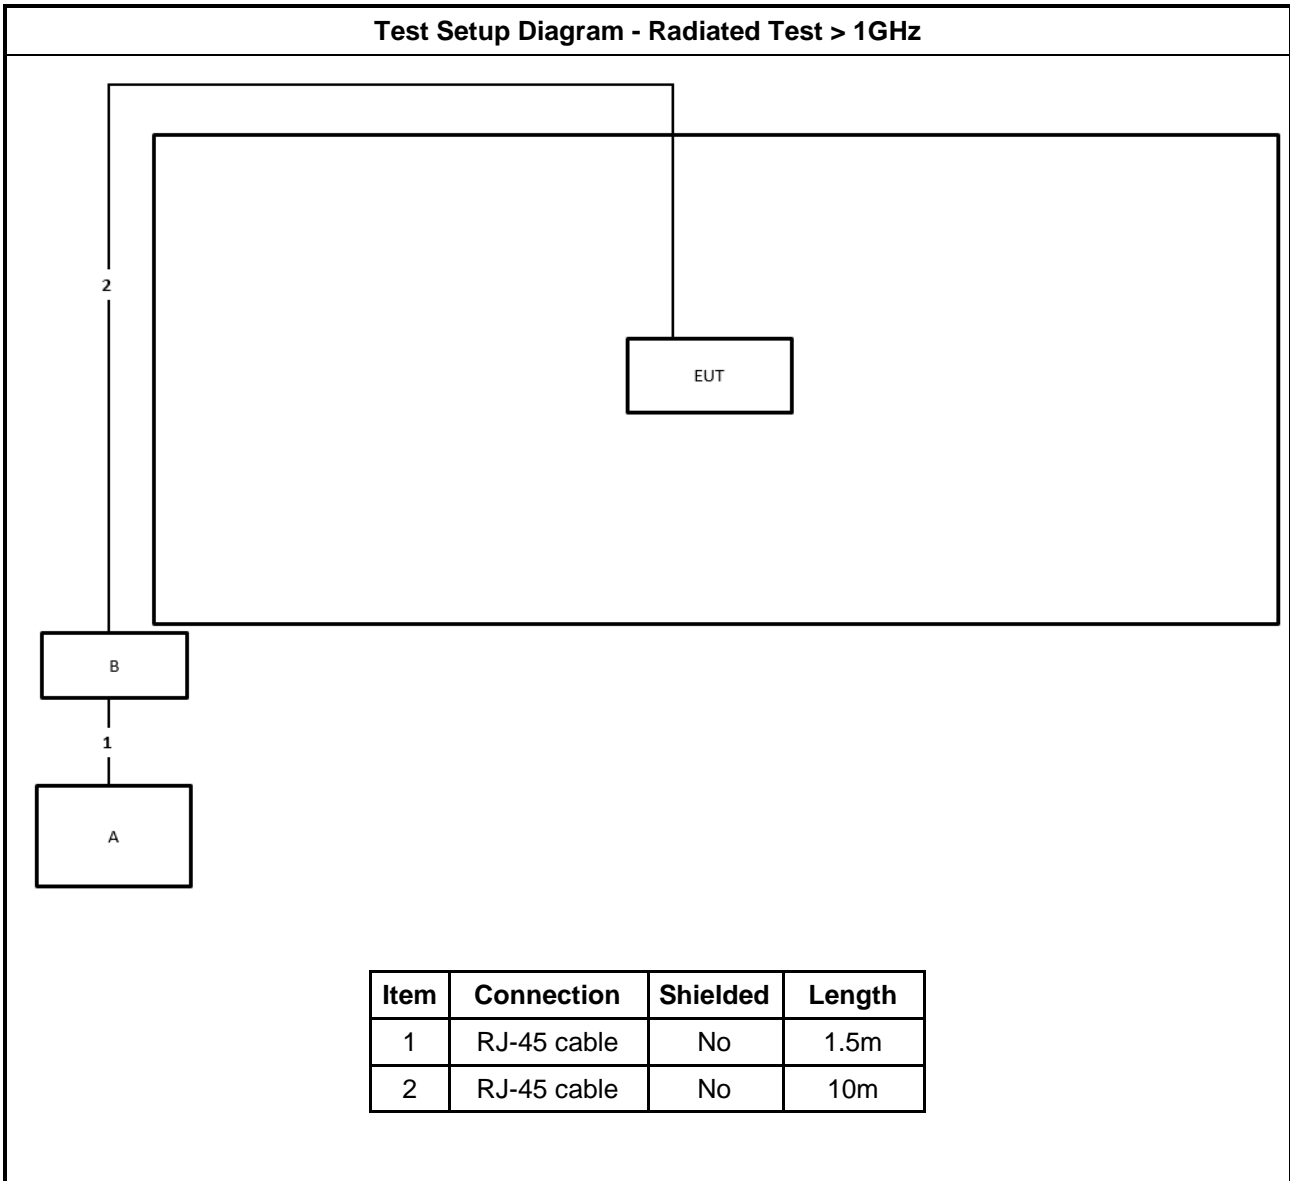 Test Setup Diagram - Radiated Test > 1GHz
2
EUT
B
1
A
Item Connection Shielded Length
1 RJ-45 cable No 1.5m
2 RJ-45 cable No 10m